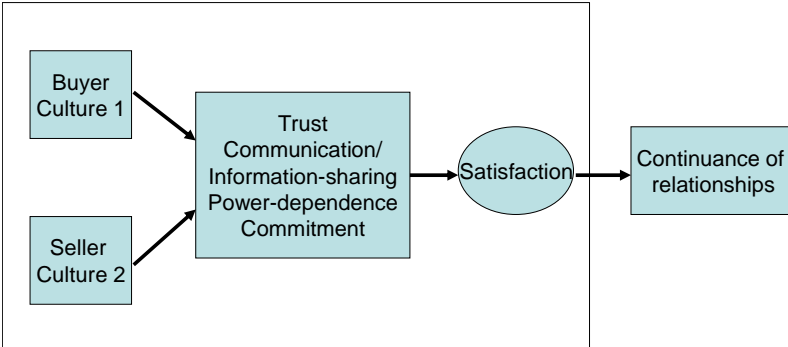 Buyer
Culture 1
Trust
Communication/
Information-sharing
Power-dependence
Commitment
Satisfaction
Continuance of
relationships
Seller
Culture 2